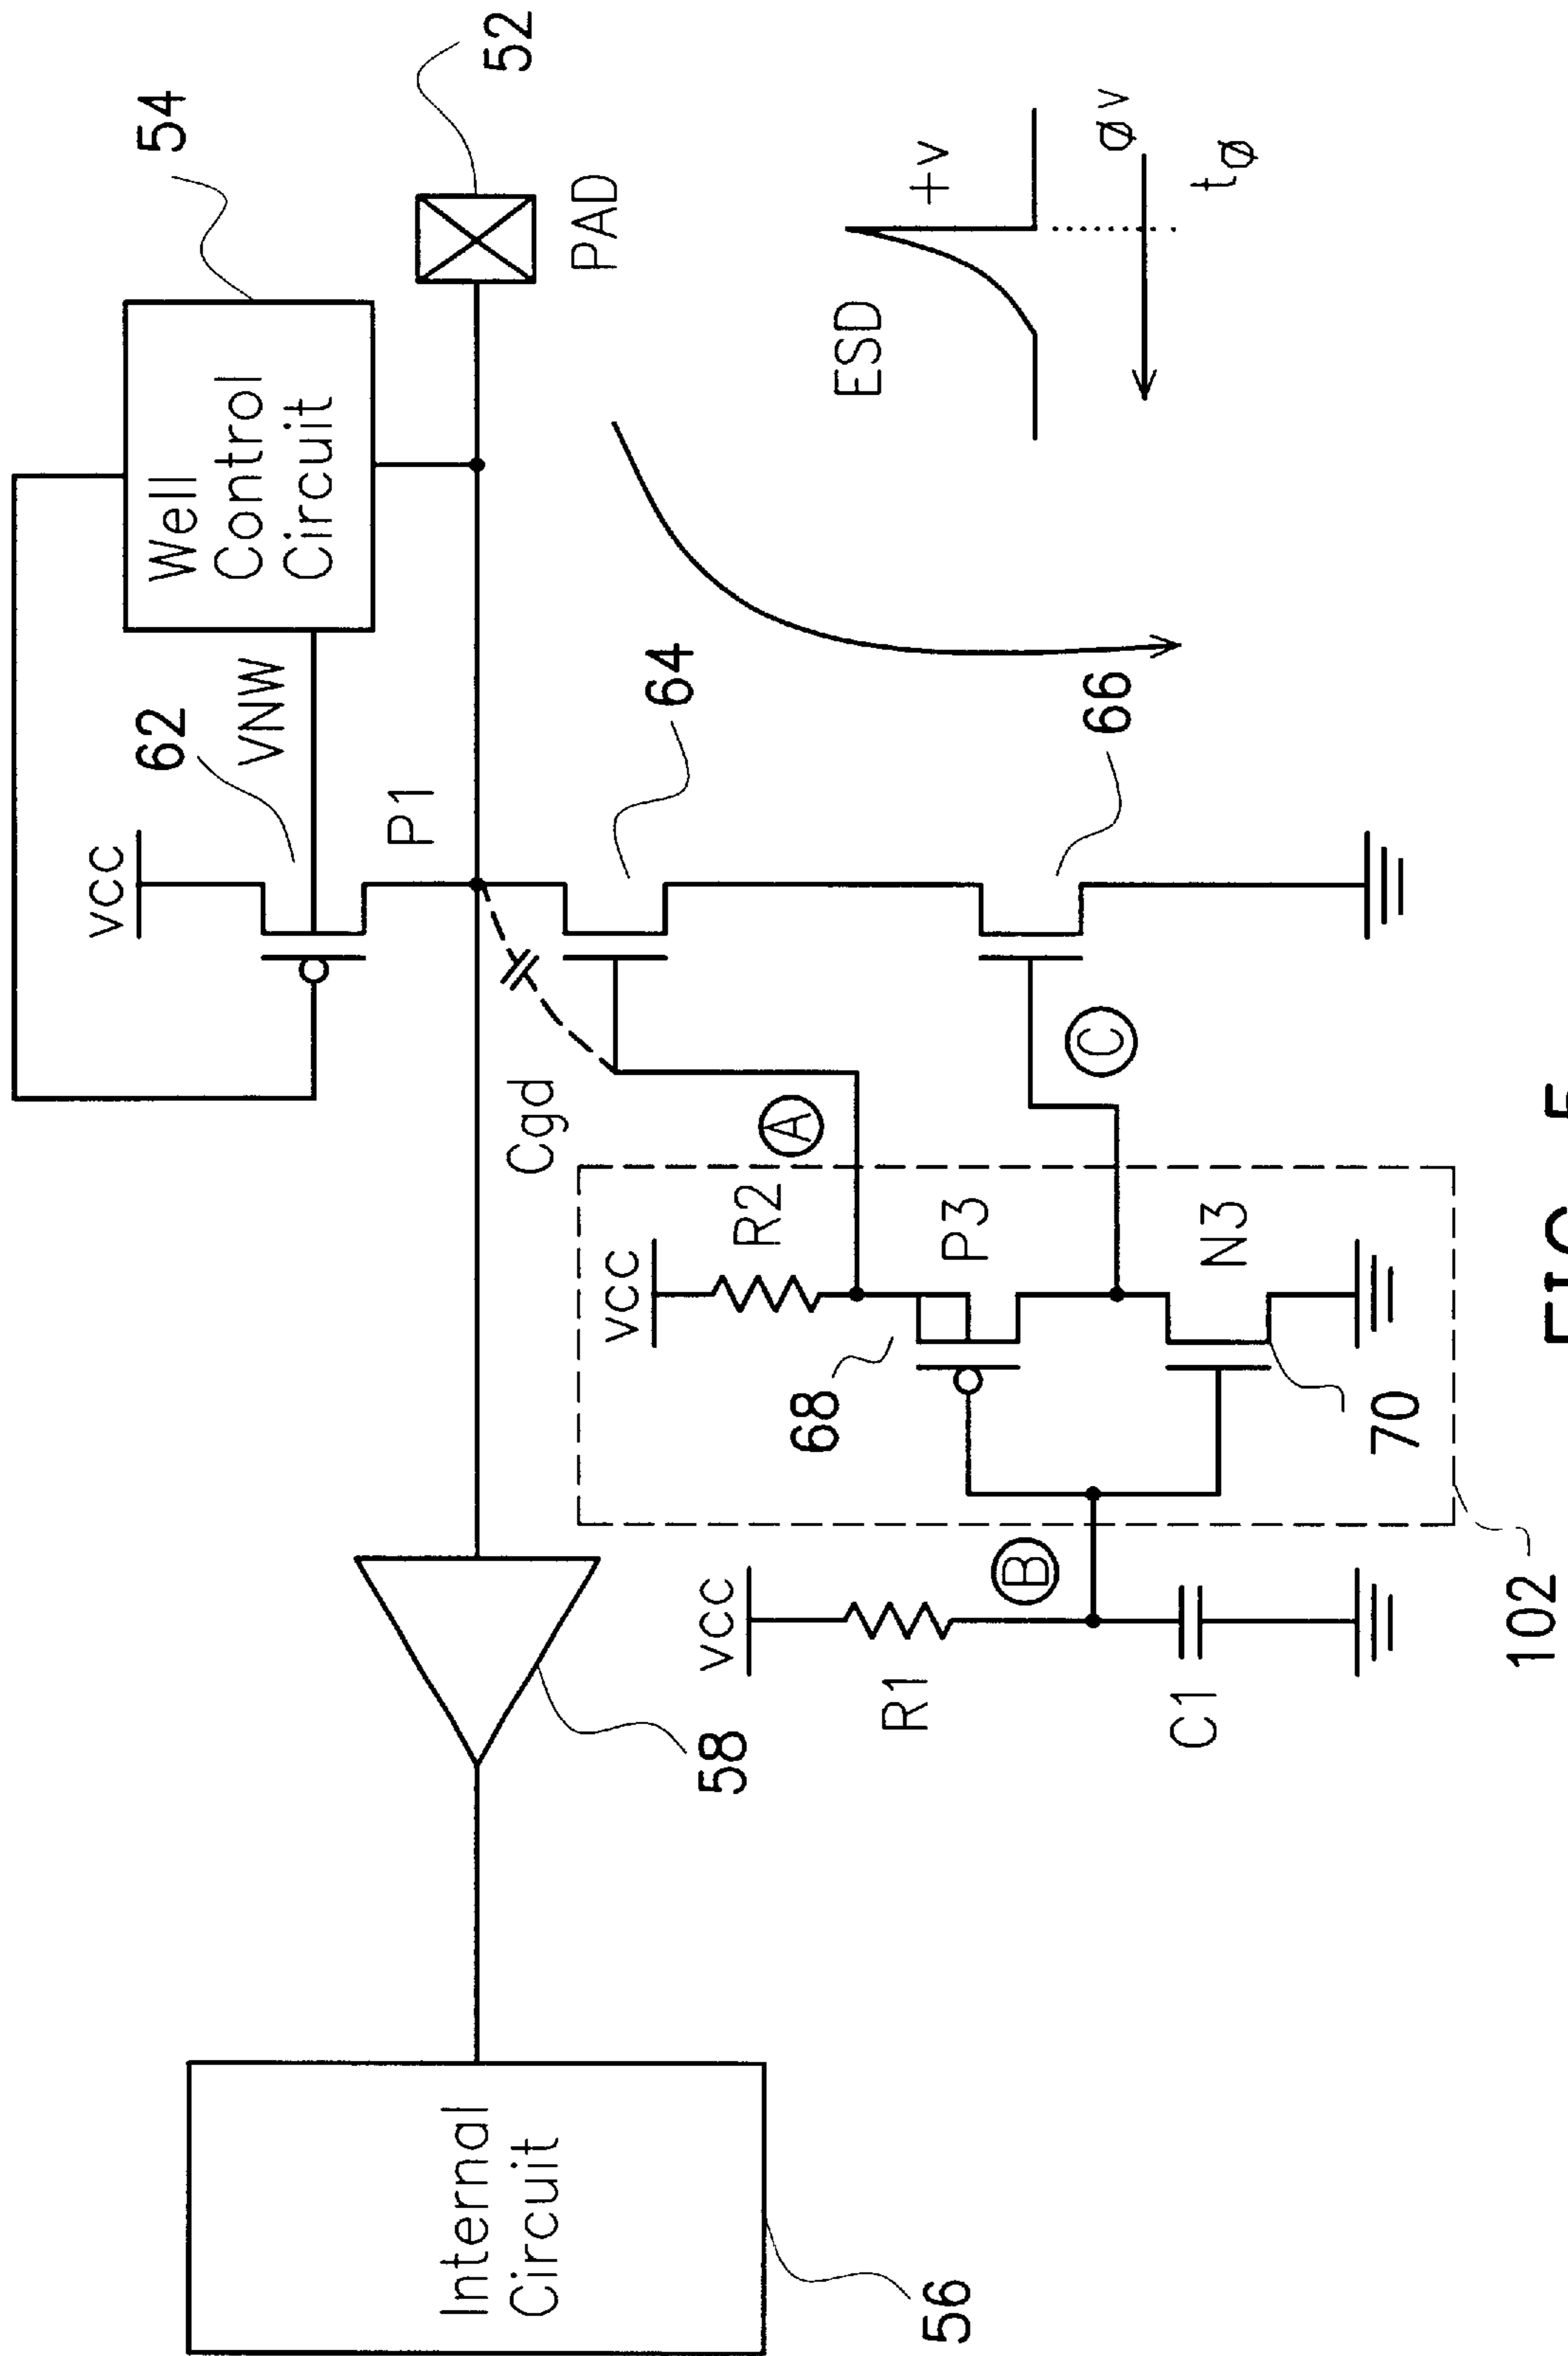 54
Well
Control
Circuit
62
VNW
VCC
P1
52
PAD
64
66
Cgd
A
C
VCC
R2
P3
N3
68
70
B
VCC
R1
C1
102
58
Internal
Circuit
56
ESD
+V
ØV
tØ